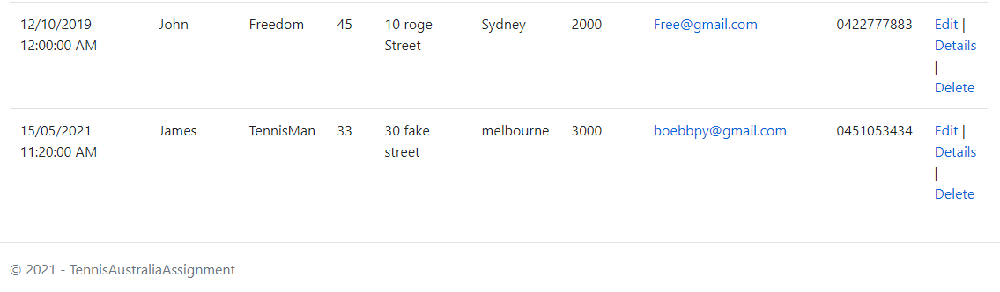 12/10/2019 John Freedom 45 10 roge Sydney 2000 Free@gmail.com 0422777883 Edit |
12:00:00 AM Street Details
|
Delete
15/05/2021 James TennisMan 33 30 fake melbourne 3000 boebbpy@gmail.com 0451053434 Edit |
11:20:00 AM street Details
|
Delete
© 2021 - TennisAustraliaAssignment